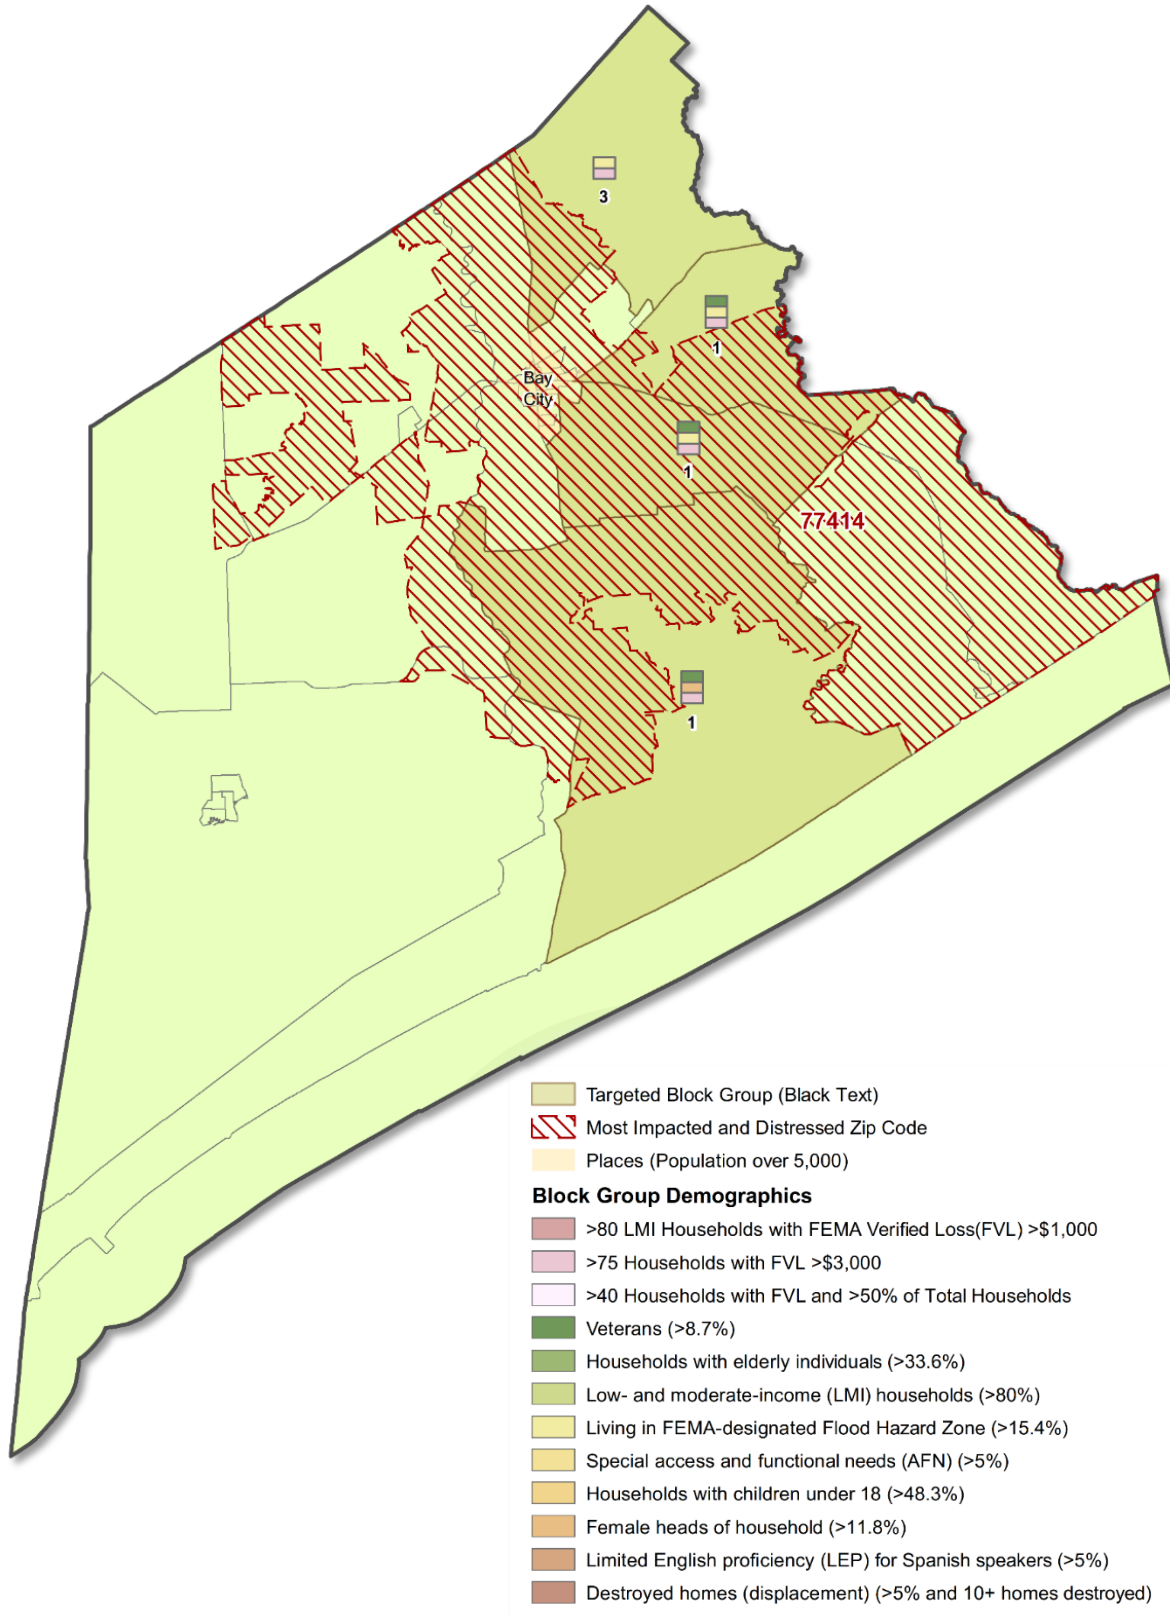 3
1
Bay
City
1
77414
1
Targeted Block Group (Black Text)
Most Impacted and Distressed Zip Code
Places (Population over 5,000)
Block Group Demographics
>80 LMI Households with FEMA Verified Loss(FVL) >$1,000
>75 Households with FVL >$3,000
>40 Households with FVL and >50% of Total Households
Veterans (>8.7%)
Households with elderly individuals (>33.6%)
Low- and moderate-income (LMI) households (>80%)
Living in FEMA-designated Flood Hazard Zone (>15.4%)
Special access and functional needs (AFN) (>5%)
Households with children under 18 (>48.3%)
Female heads of household (>11.8%)
Limited English proficiency (LEP) for Spanish speakers (>5%)
Destroyed homes (displacement) (>5% and 10+ homes destroyed)